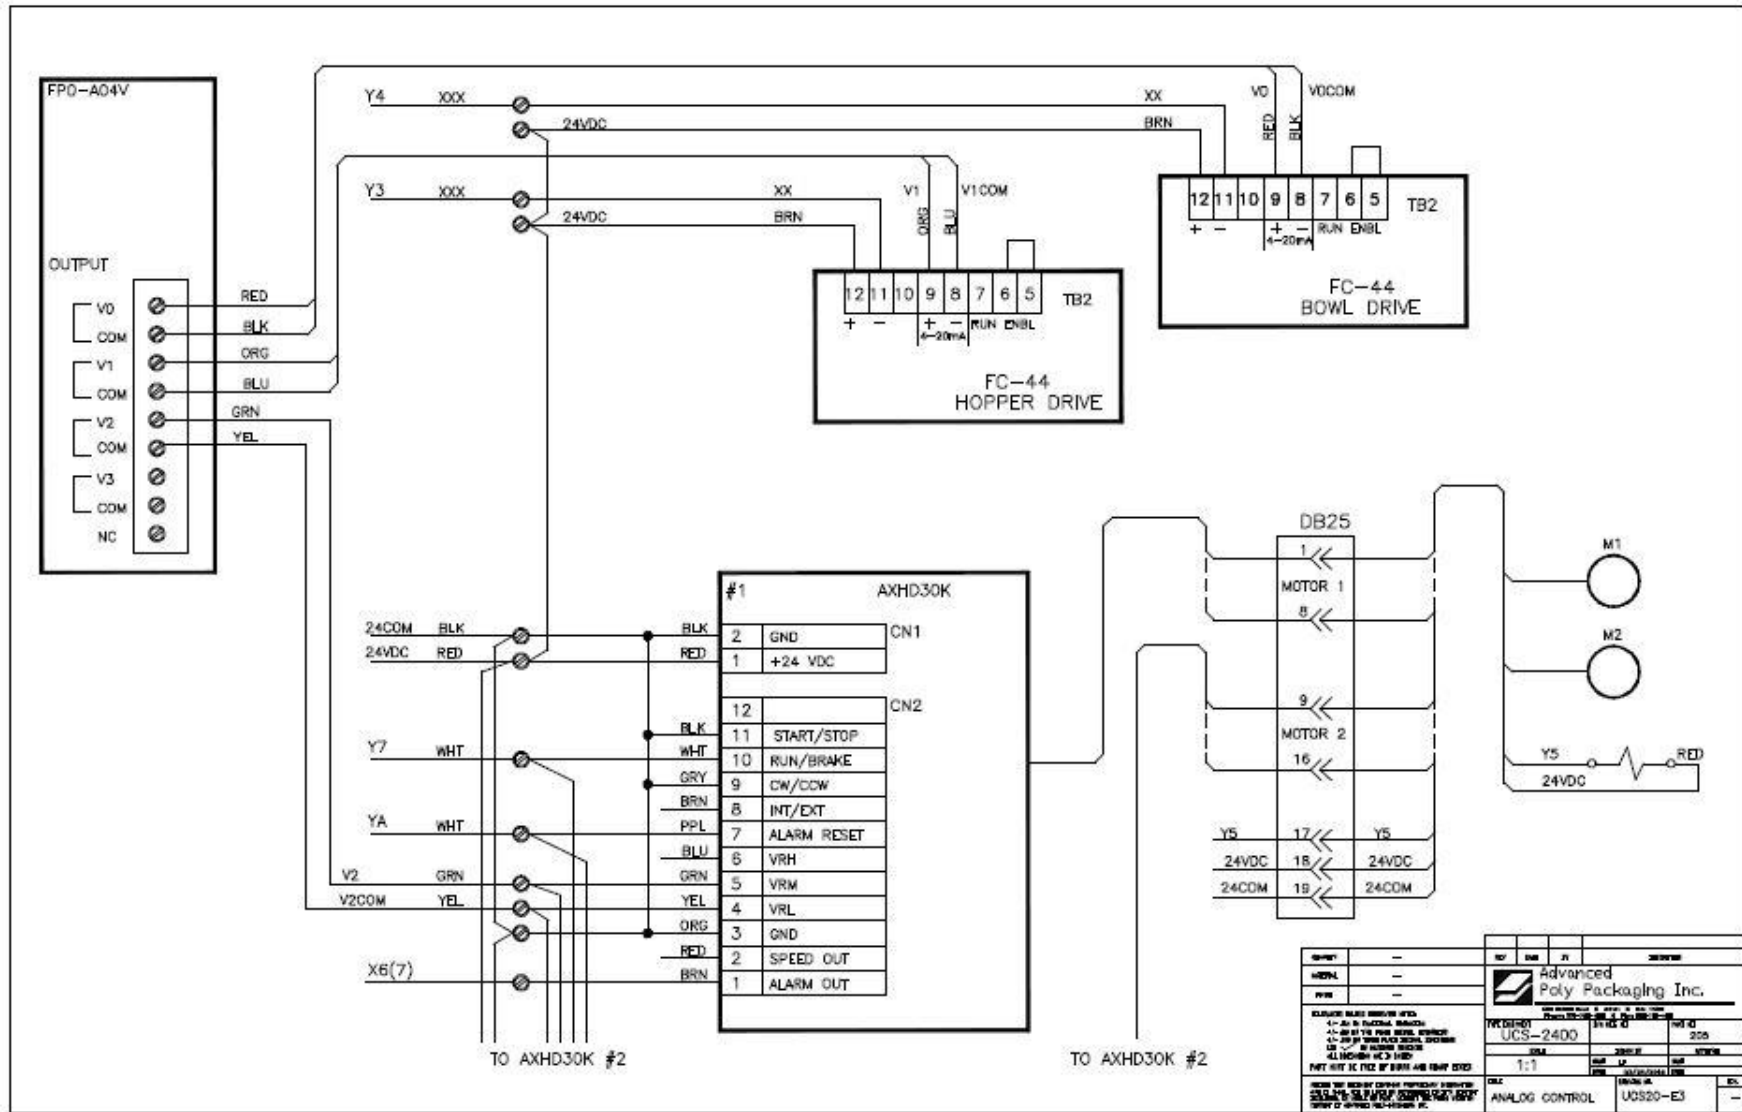 FP0-A04V
OUTPUT
V0
COM
V1
COM
V2
COM
V3
COM
NC
RED
BLK
ORG
BLU
GRN
YEL
Y4 XXX
24VDC
XX
BRN
V0
V0COM
RED
BLK
12 11 10 9 8 7 6 5
TB2
+ - + - RUN ENBL
4-20mA
FC-44
BOWL DRIVE
Y3 XXX
24VDC
XX
BRN
V1
V1COM
ORG
BLU
12 11 10 9 8 7 6 5
TB2
+ - + - RUN ENBL
4-20mA
FC-44
HOPPER DRIVE
#1 AXHD30K
24COM BLK BLK 2 GND CN1
24VDC RED RED 1 +24 VDC
12 CN2
BLK 11 START/STOP
Y7 WHT WHT 10 RUN/BRAKE
GRY 9 CW/CCW
BRN 8 INT/EXT
YA WHT PPL 7 ALARM RESET
BLU 6 VRH
V2 GRN GRN 5 VRM
V2COM YEL YEL 4 VRL
ORG 3 GND
RED 2 SPEED OUT
X6(7) BRN 1 ALARM OUT
TO AXHD30K #2
TO AXHD30K #2
DB25
1
MOTOR 1
8
9
MOTOR 2
16
Y5 17 Y5
24VDC 18 24VDC
24COM 19 24COM
M1
M2
Y5 RED
24VDC
Advanced
Poly Packaging Inc.
UCS-2400
205
1:1
ANALOG CONTROL
UCS20-E3